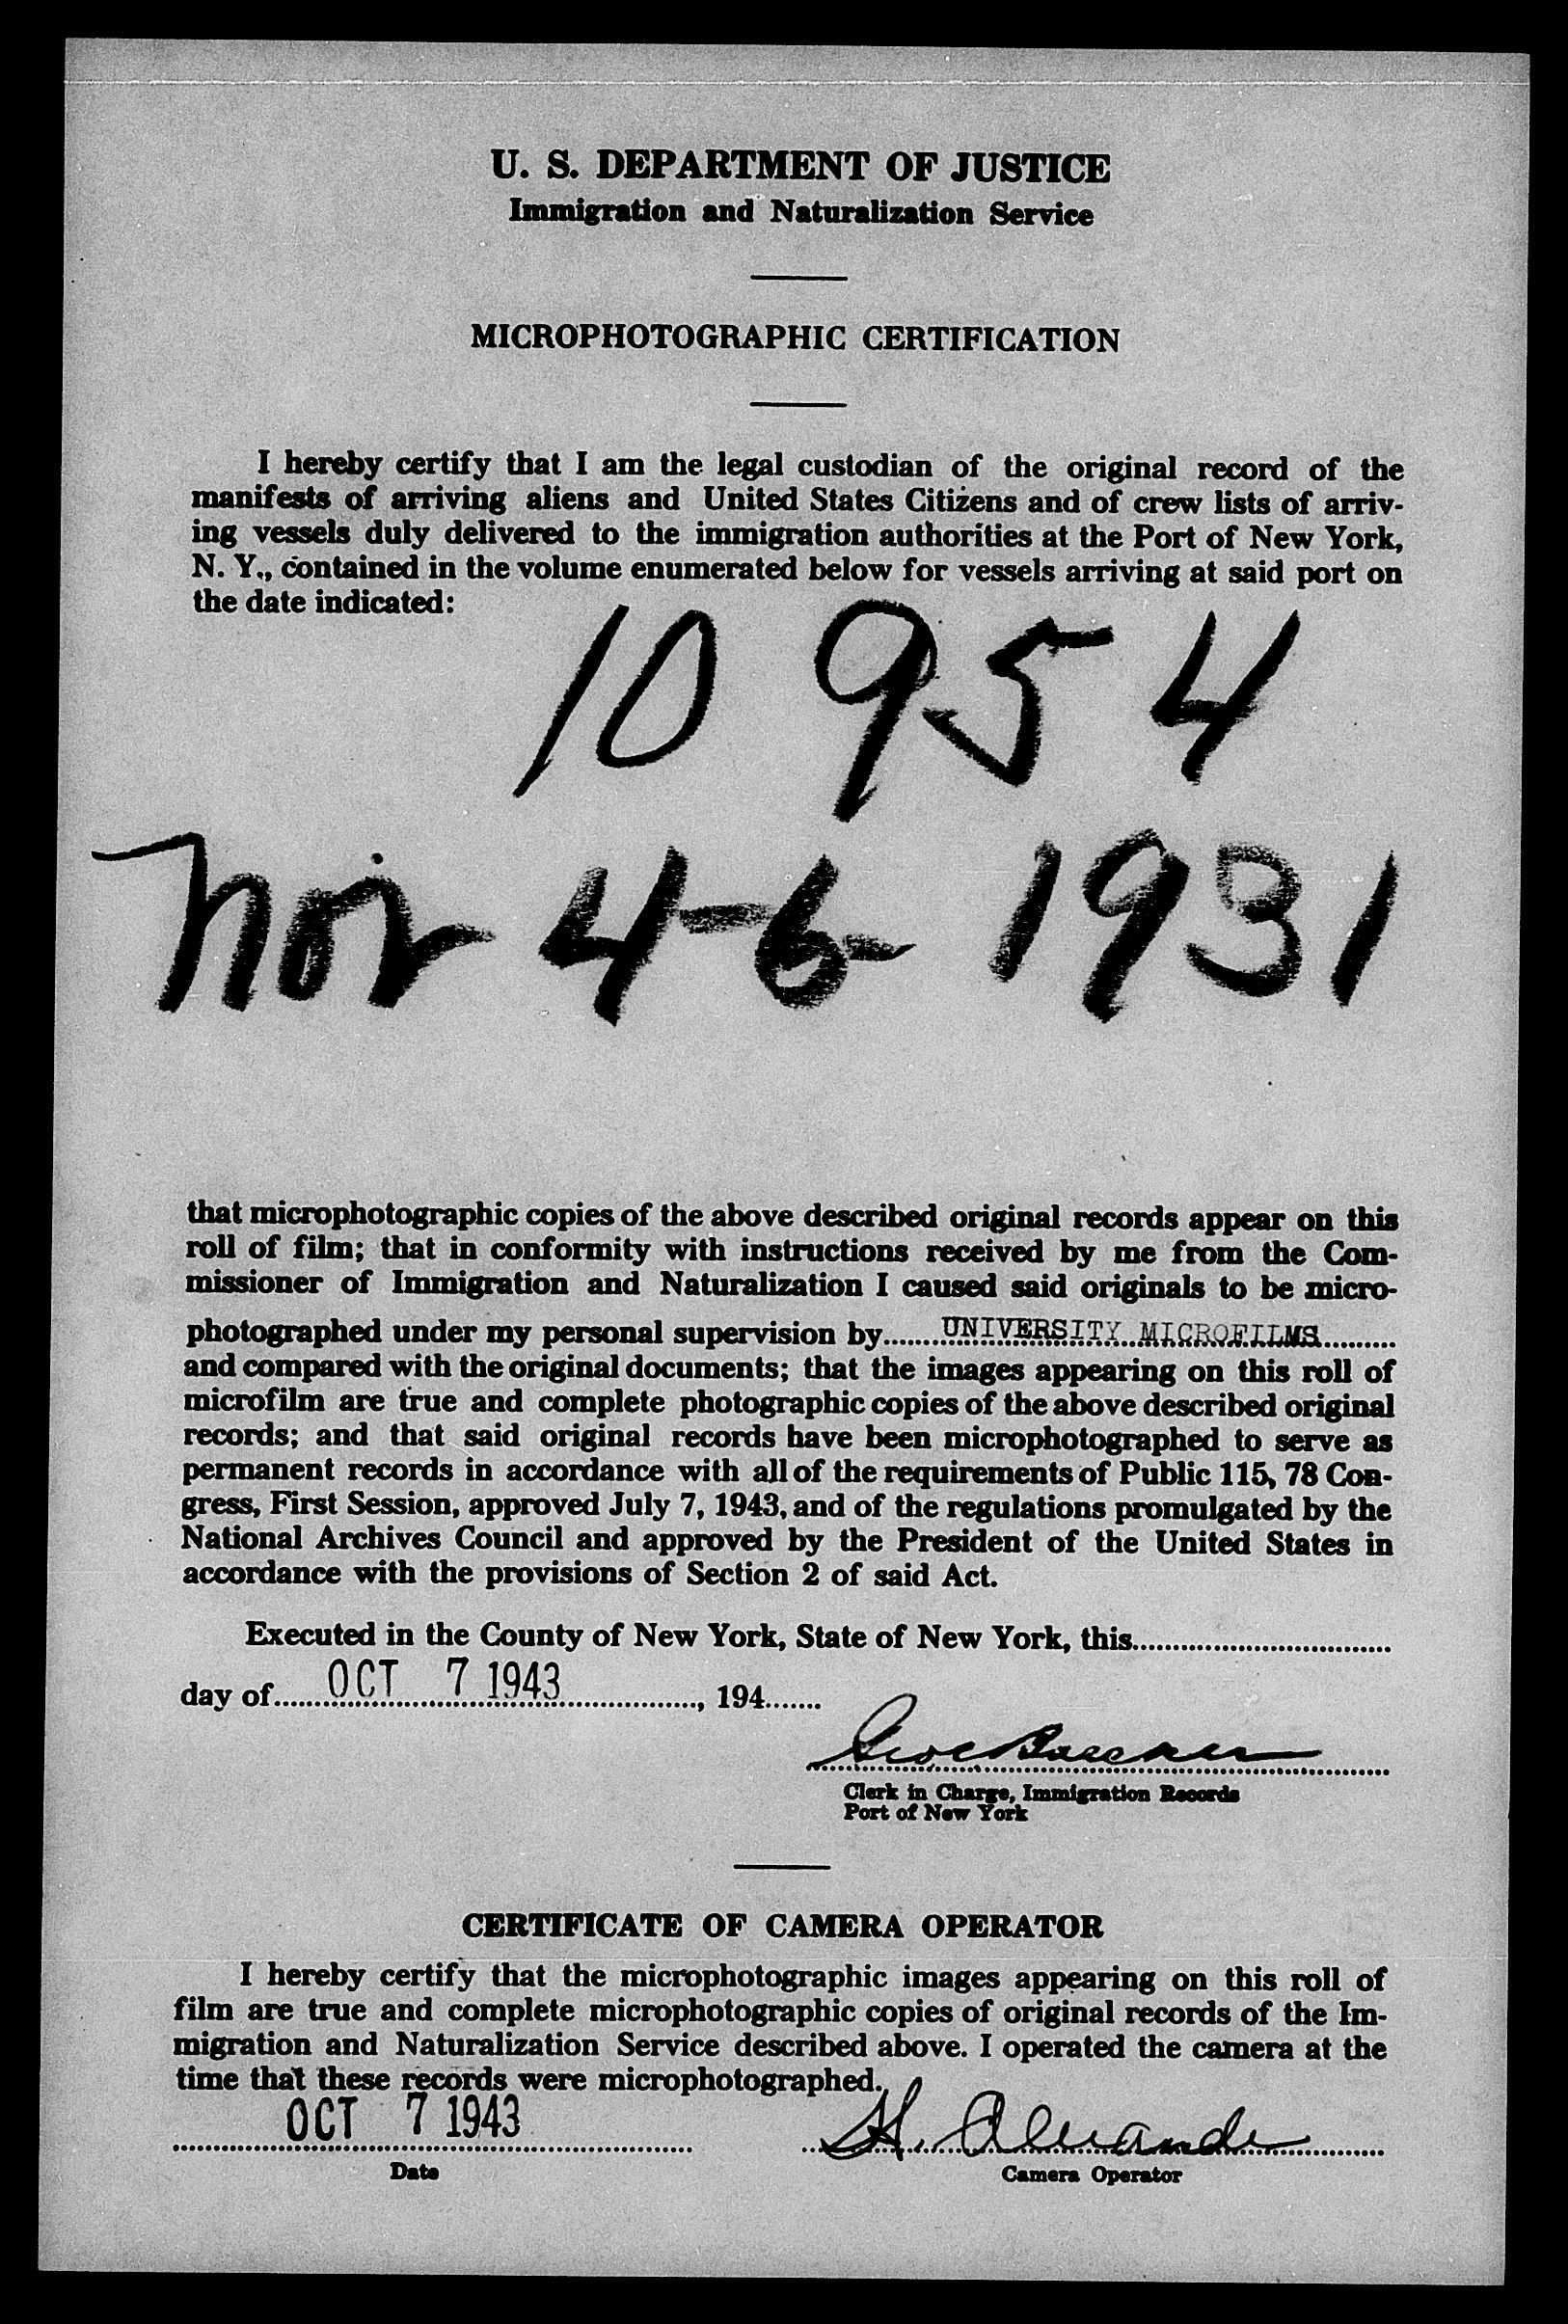 U. S. DEPARTMENT OF JUSTICE
Immigration and Naturalization Service
MICROPHOTOGRAPHIC CERTIFICATION
I hereby certify that I am the legal custodian of the original record of the
manifests of arriving aliens and United States Citizens and of crew lists of arriv-
ing vessels duly delivered to the immigration authorities at the Port of New York,
N. Y., contained in the volume enumerated below for vessels arriving at said port on
the date indicated:
10 954
Nov 4-6- 1931
that microphotographic copies of the above described original records appear on this
roll of film; that in conformity with instructions received by me from the Com-
missioner of Immigration and Naturalization I caused said originals to be micro-
photographed under my personal supervision by UNIVERSITY MICROFILMS
and compared with the original documents; that the images appearing on this roll of
microfilm are true and complete photographic copies of the above described original
records; and that said original records have been microphotographed to serve as
permanent records in accordance with all of the requirements of Public 115, 78 Con-
gress, First Session, approved July 7, 1943, and of the regulations promulgated by the
National Archives Council and approved by the President of the United States in
accordance with the provisions of Section 2 of said Act.
Executed in the County of New York, State of New York, this
day of OCT 7 1943, 194
Clerk in Charge, Immigration Records
Port of New York
CERTIFICATE OF CAMERA OPERATOR
I hereby certify that the microphotographic images appearing on this roll of
film are true and complete microphotographic copies of original records of the Im-
migration and Naturalization Service described above. I operated the camera at the
time that these records were microphotographed.
OCT 7 1943
H.
Date
Camera Operator